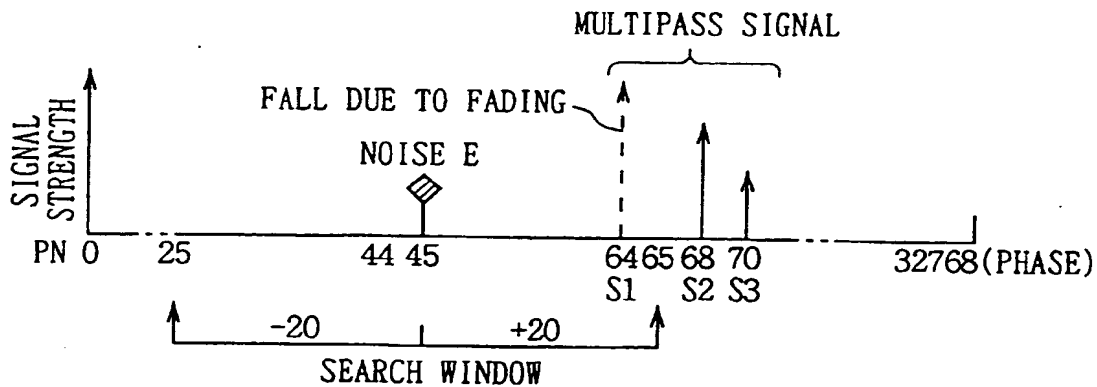 MULTIPASS SIGNAL
FALL DUE TO FADING
NOISE E
SIGNAL
STRENGTH
PN 0 25 44 45 64 65 68 70 32768 (PHASE)
S1 S2 S3
-20 +20
SEARCH WINDOW